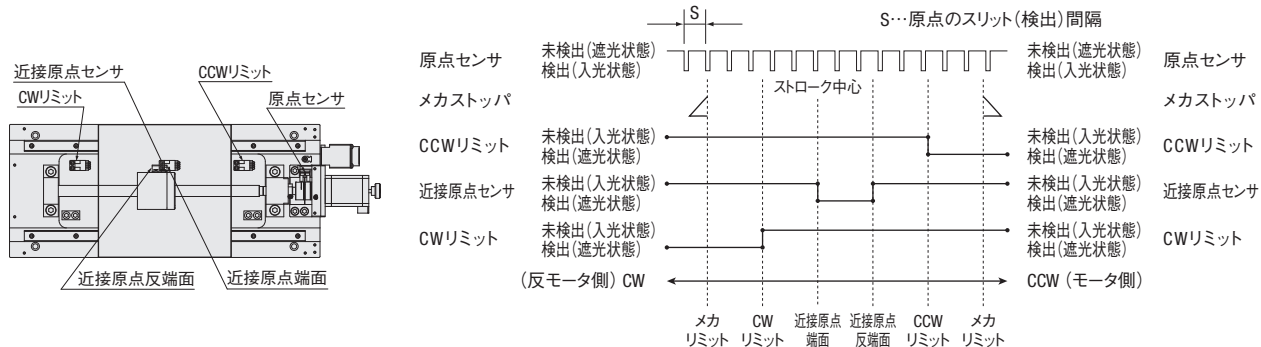 近接原点センサ
CWリミット
CCWリミット
原点センサ
近接原点反端面
近接原点端面
S
S…原点のスリット(検出)間隔
原点センサ
未検出(遮光状態)
検出(入光状態)
未検出(遮光状態)
検出(入光状態)
原点センサ
メカストッパ
ストローク中心
メカストッパ
CCWリミット
未検出(入光状態)
検出(遮光状態)
未検出(入光状態)
検出(遮光状態)
CCWリミット
近接原点センサ
未検出(入光状態)
検出(遮光状態)
未検出(入光状態)
検出(遮光状態)
近接原点センサ
CWリミット
未検出(入光状態)
検出(遮光状態)
未検出(入光状態)
検出(遮光状態)
CWリミット
(反モータ側) CW
CCW (モータ側)
メカ
リミット
CW
リミット
近接原点
端面
近接原点
反端面
CCW
リミット
メカ
リミット